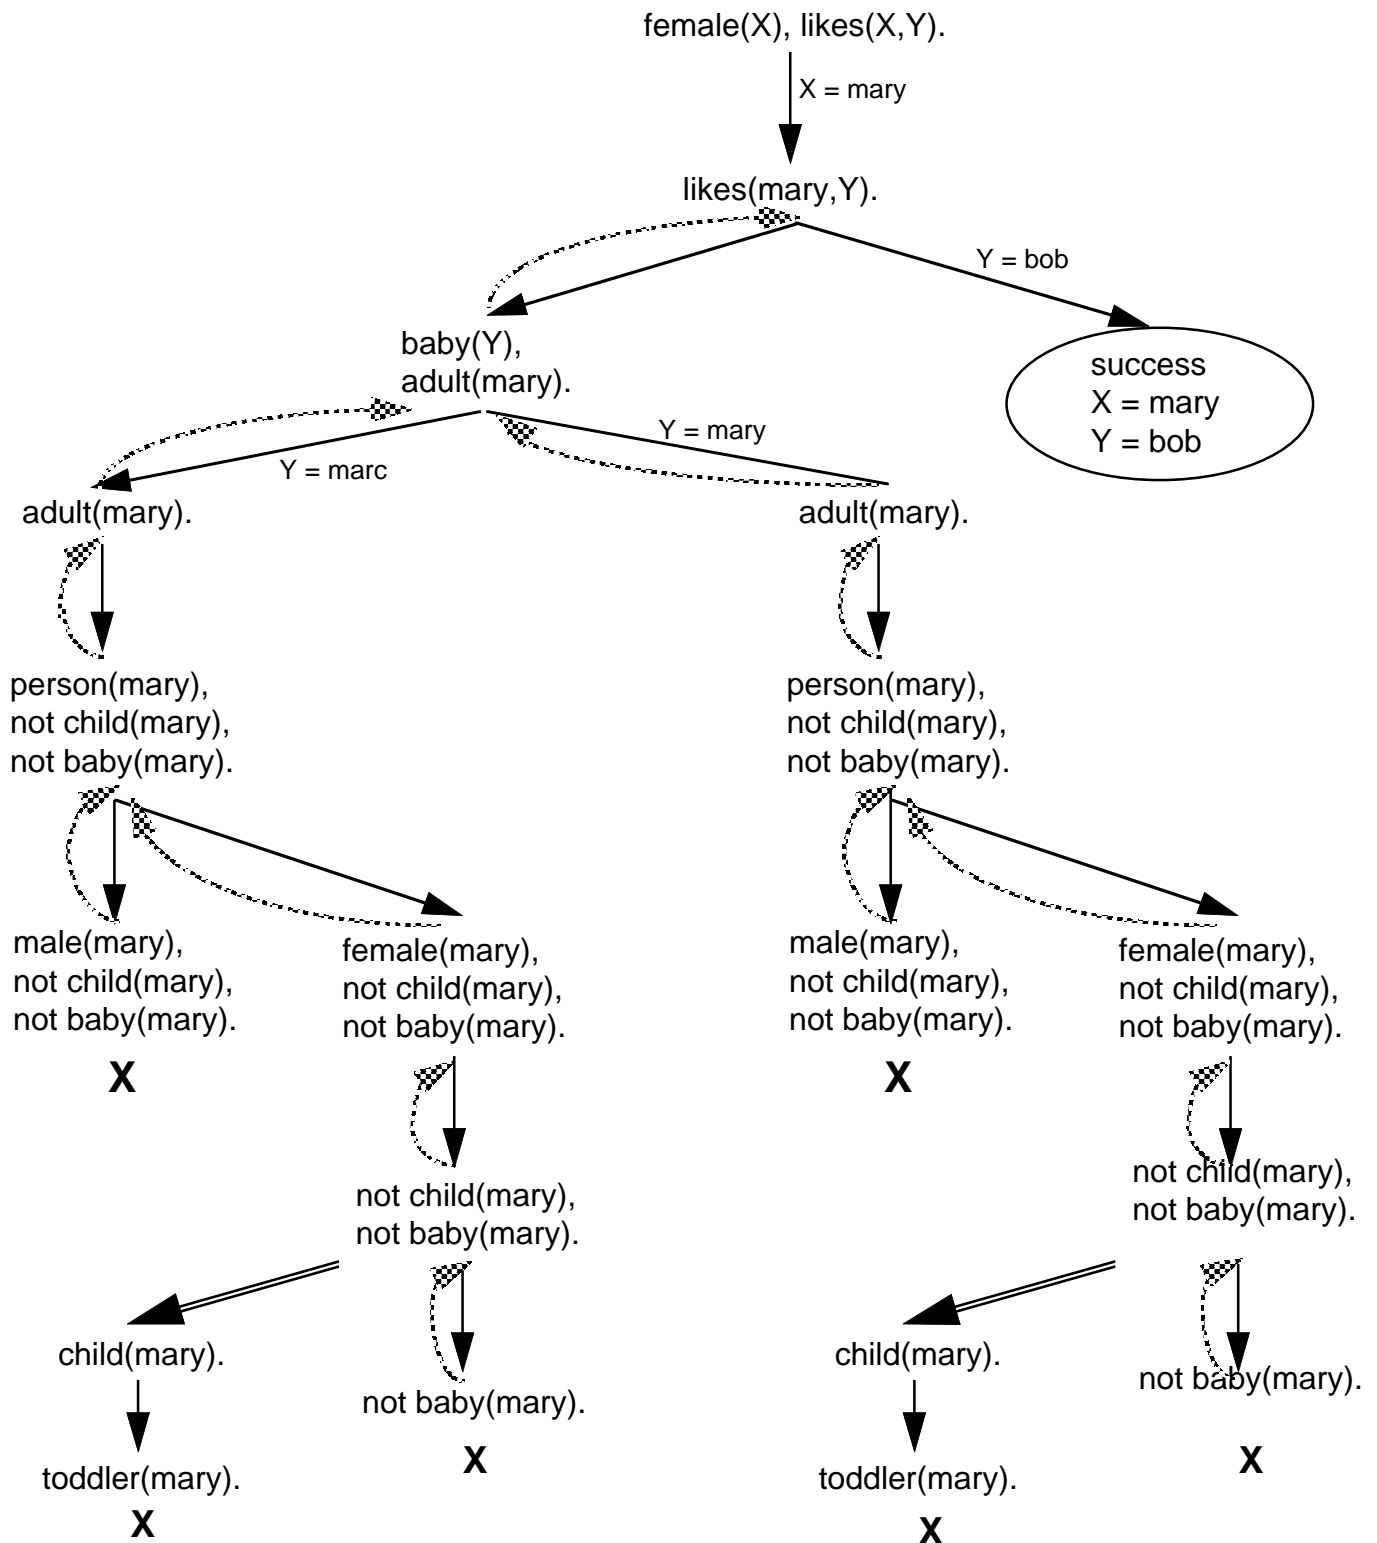 female(X), likes(X,Y).
X = mary
likes(mary,Y).
Y = bob
baby(Y),
adult(mary).
success
X = mary
Y = bob
Y = marc
Y = mary
adult(mary).
adult(mary).
person(mary),
not child(mary),
not baby(mary).
person(mary),
not child(mary),
not baby(mary).
male(mary),
not child(mary),
not baby(mary).
X
female(mary),
not child(mary),
not baby(mary).
male(mary),
not child(mary),
not baby(mary).
X
female(mary),
not child(mary),
not baby(mary).
not child(mary),
not baby(mary).
not child(mary),
not baby(mary).
child(mary).
not baby(mary).
X
toddler(mary).
X
child(mary).
not baby(mary).
X
toddler(mary).
X